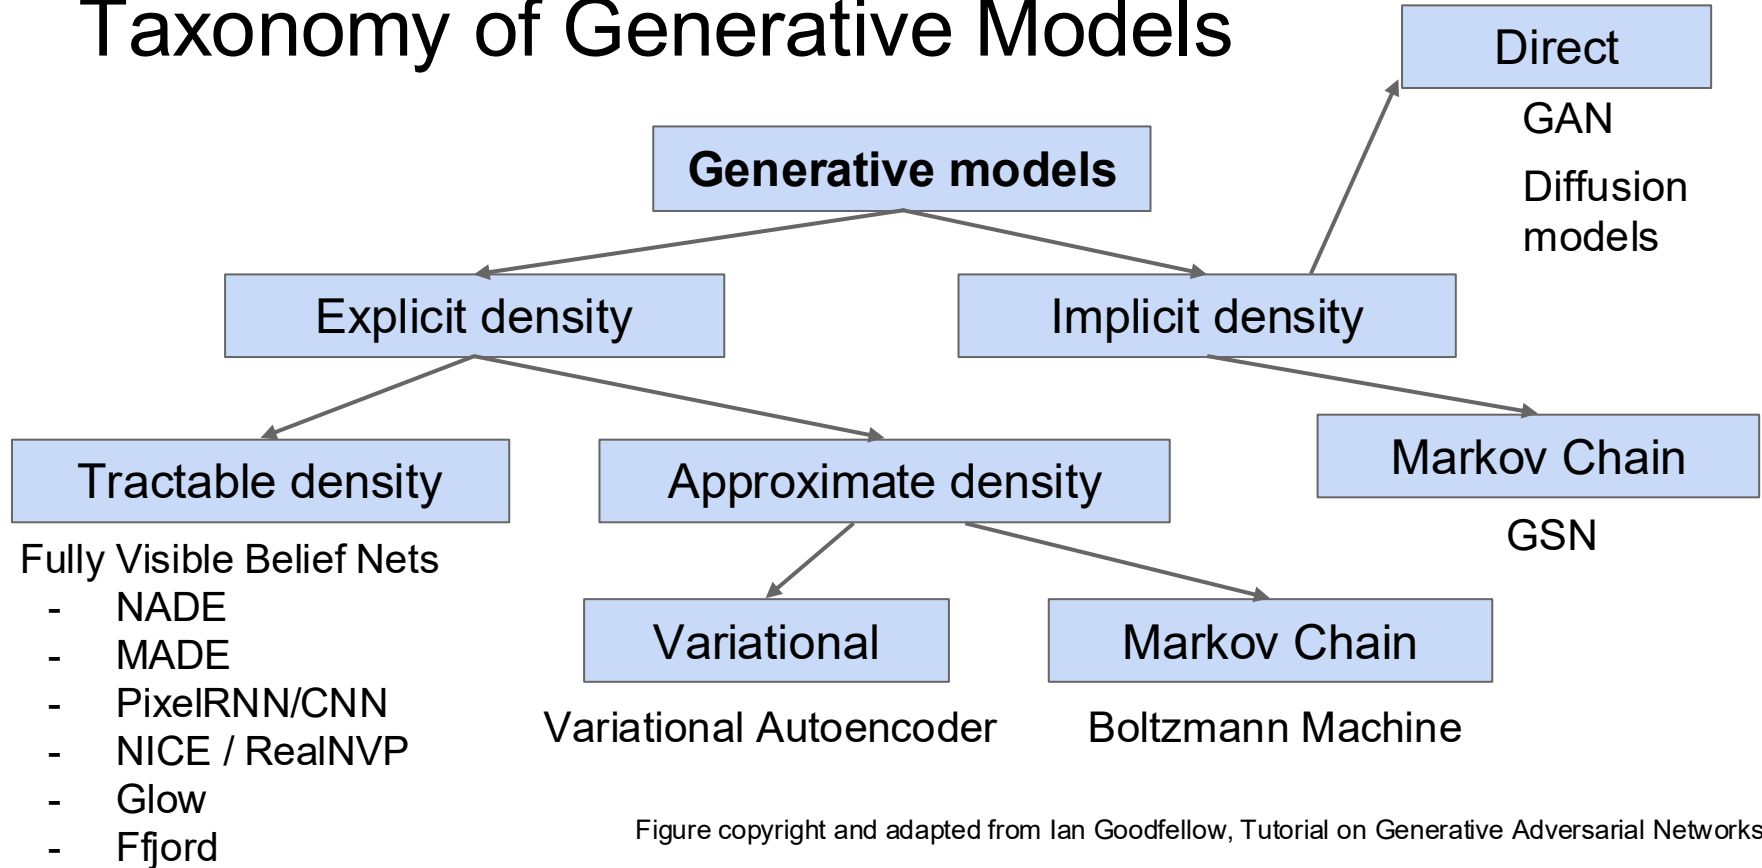 Taxonomy of Generative Models
Direct
GAN
Diffusion
models
Generative models
Explicit density
Implicit density
Tractable density
Approximate density
Markov Chain
GSN
Fully Visible Belief Nets
- NADE
- MADE
- PixelRNN/CNN
- NICE / RealNVP
- Glow
- Ffjord
Variational
Markov Chain
Variational Autoencoder
Boltzmann Machine
Figure copyright and adapted from Ian Goodfellow, Tutorial on Generative Adversarial Networks